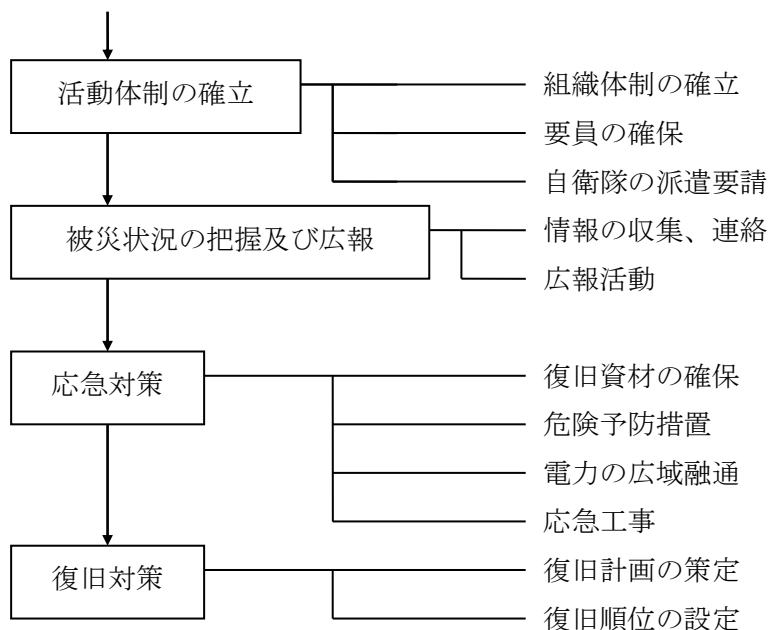 活動体制の確立
組織体制の確立
要員の確保
自衛隊の派遣要請
被災状況の把握及び広報
情報の収集、連絡
広報活動
応急対策
復旧資材の確保
危険予防措置
電力の広域融通
応急工事
復旧対策
復旧計画の策定
復旧順位の設定